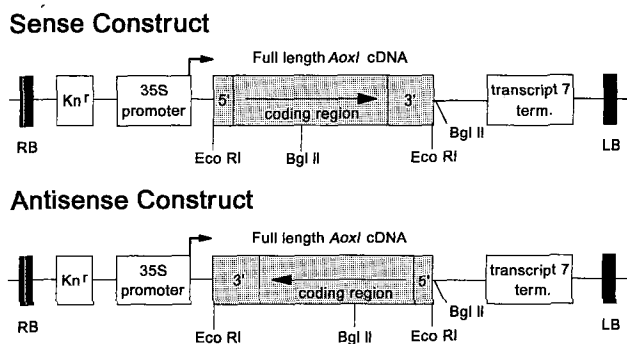 Sense Construct
Full length AoxI cDNA
Kn r
35S
promoter
5'
3'
coding region
transcript 7
term.
RB
Eco RI
Bgl II
Eco RI
Bgl II
LB
Antisense Construct
Full length AoxI cDNA
Kn r
35S
promoter
3'
5'
coding region
transcript 7
term.
RB
Eco RI
Bgl II
Eco RI
Bgl II
LB